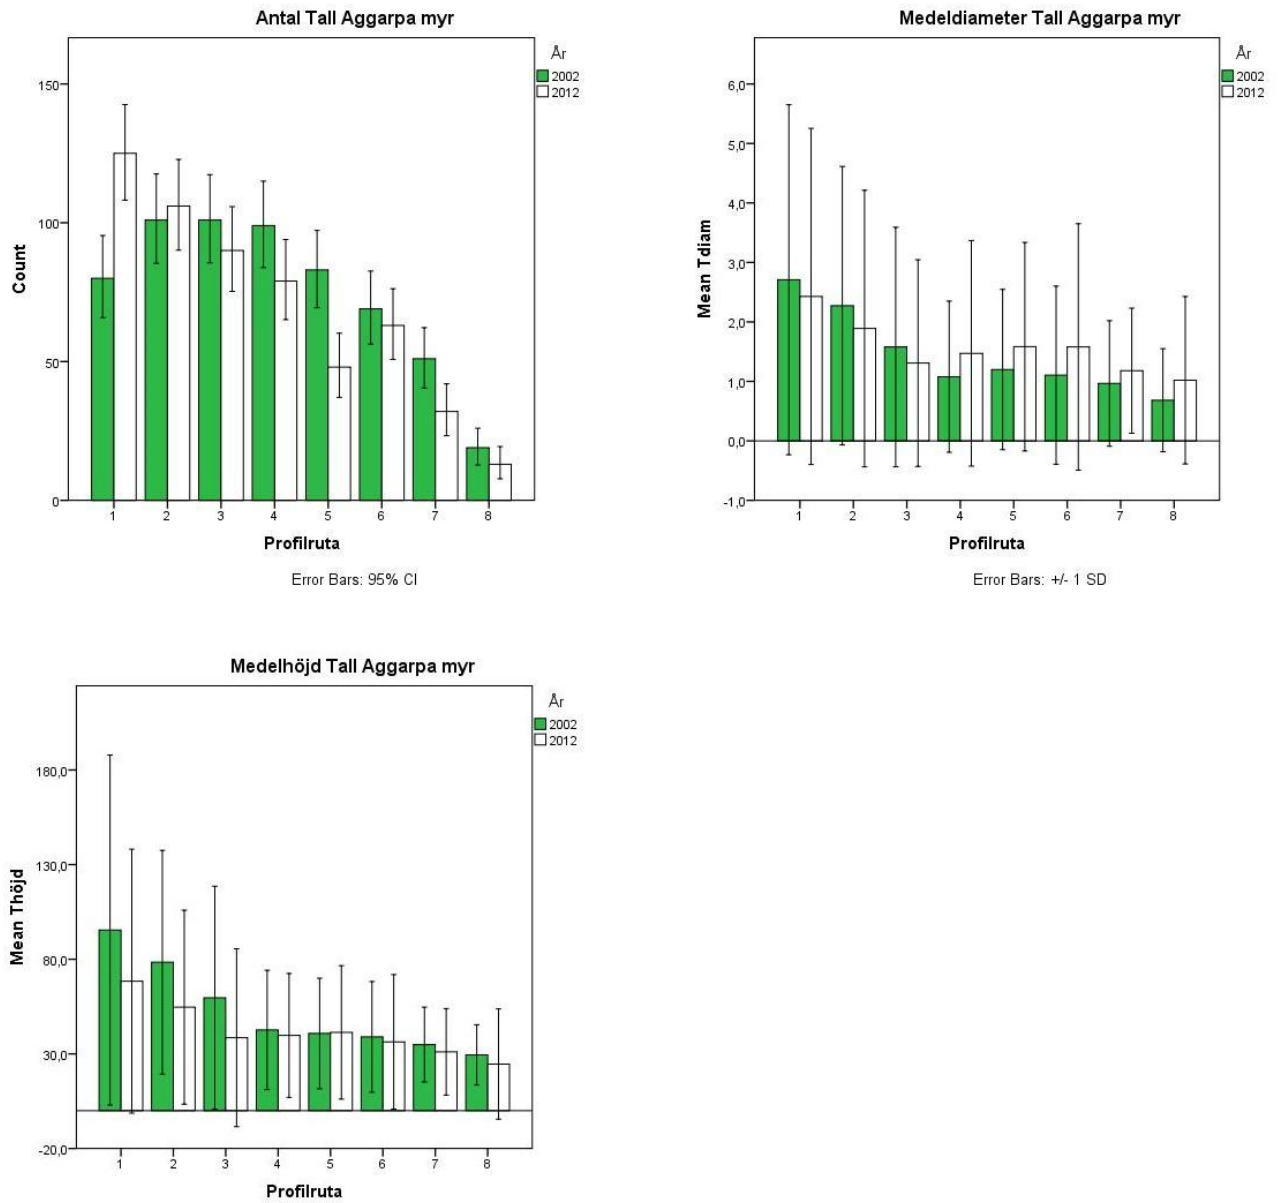 Antal Tall Aggarpa myr
År
2002
2012
150
100
50
0
Count
1 2 3 4 5 6 7 8
Profilruta
Error Bars: 95% CI
Medeldiameter Tall Aggarpa myr
År
2002
2012
6,0
5,0
4,0
3,0
2,0
1,0
0,0
-1,0
Mean Tdiam
1 2 3 4 5 6 7 8
Profilruta
Error Bars: +/- 1 SD
Medelhöjd Tall Aggarpa myr
År
2002
2012
180,0
130,0
80,0
30,0
-20,0
Mean Thöjd
1 2 3 4 5 6 7 8
Profilruta